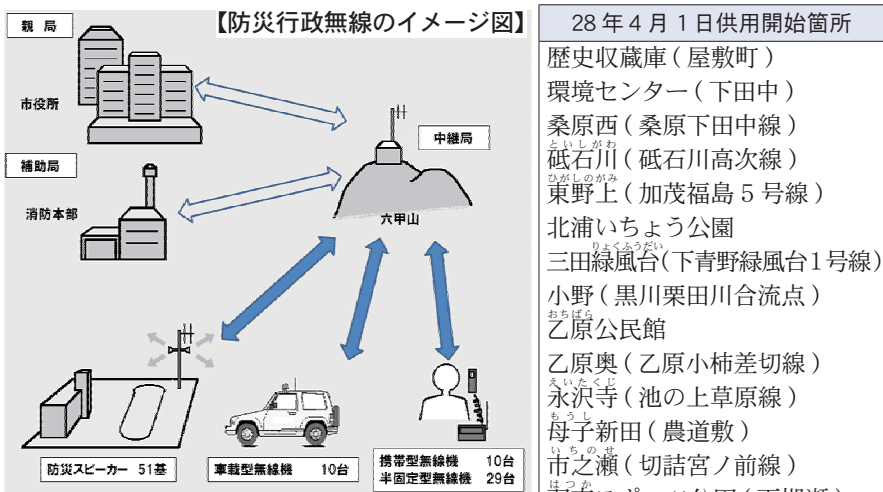 【防災行政無線のイメージ図】
親 局
市役所
補助局
消防本部
中継局
六甲山
防災スピーカー 51基
車載型無線機 10台
携帯型無線機 10台
半固定型無線機 29台
28年4月1日供用開始箇所
歴史収蔵庫(屋敷町)
環境センター(下田中)
桑原西(桑原下田中線)
といしがわ
砥石川(砥石川高次線)
ひがしのがみ
東野上(加茂福島5号線)
北浦いちょう公園
りょくふうだい
三田緑風台(下青野緑風台1号線)
小野(黒川栗田川合流点)
おちばら
乙原公民館
乙原奥(乙原小柿差切線)
えいたくじ
永沢寺(池の上草原線)
もうし
母子新田(農道敷)
いちのせ
市之瀬(切詰宮ノ前線)
はつか